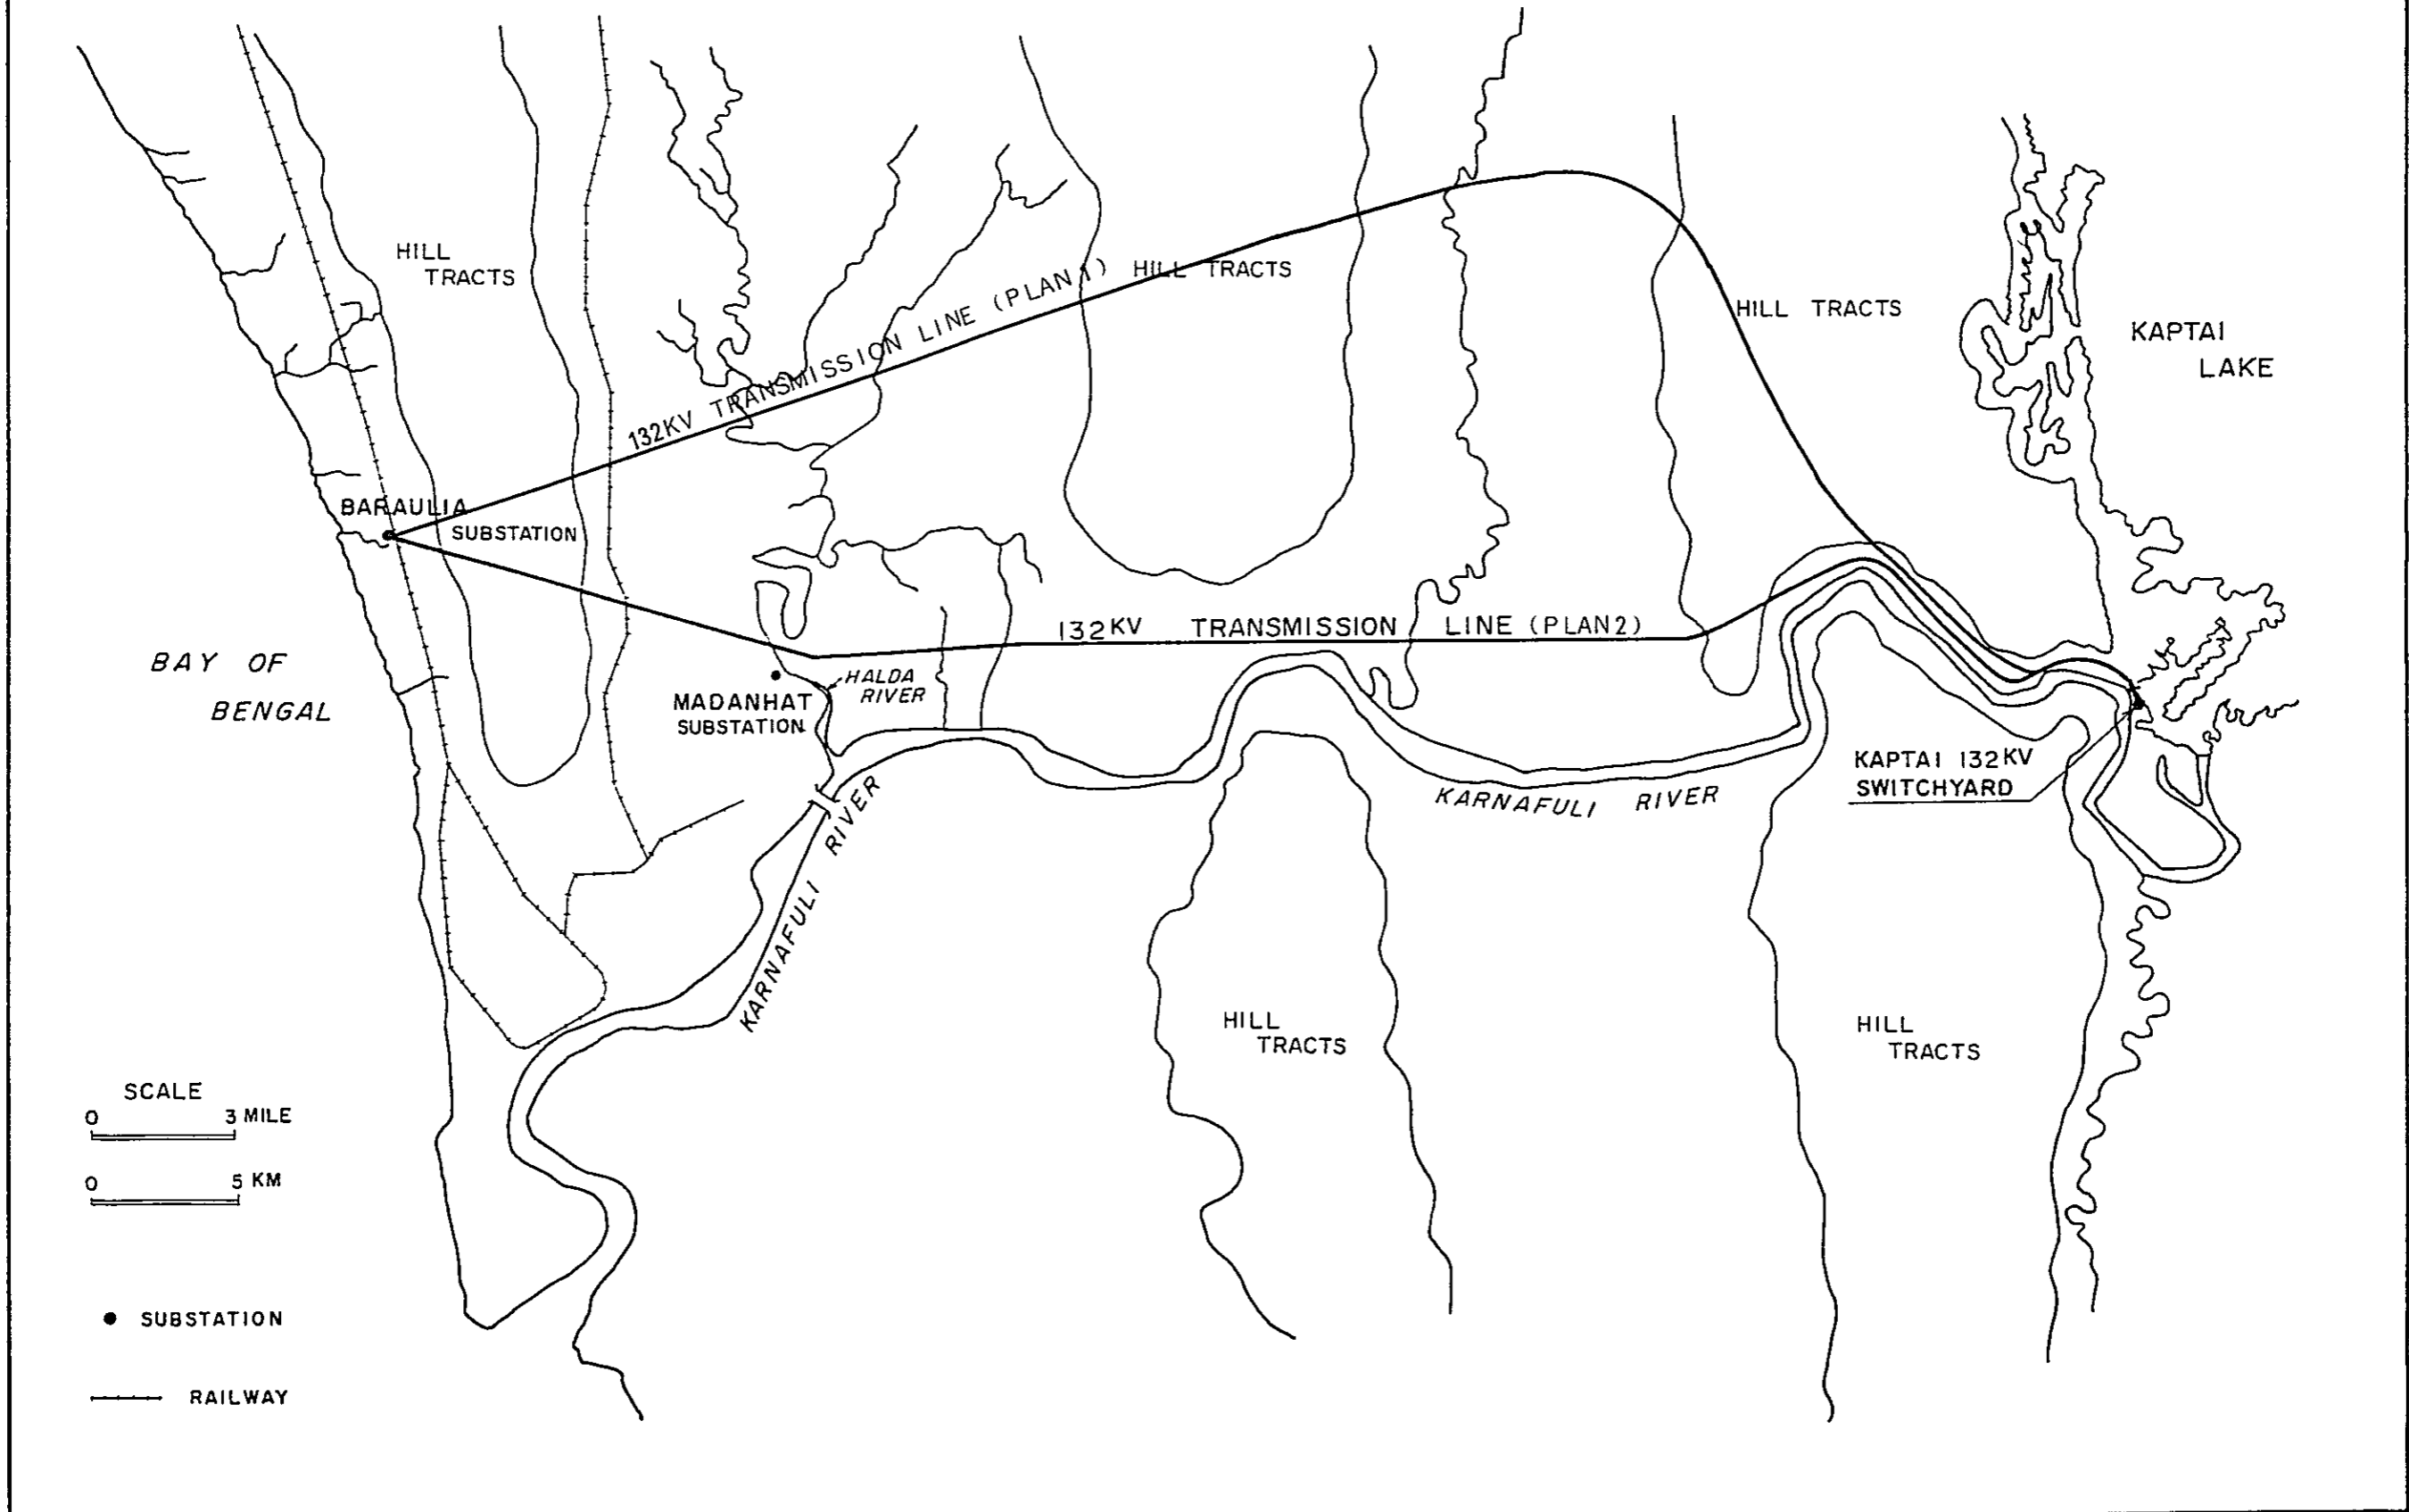 HILL
TRACTS
132KV TRANSMISSION LINE (PLAN 1)
HILL TRACTS
HILL TRACTS
KAPTAI
LAKE
BARAULIA
SUBSTATION
132KV TRANSMISSION LINE (PLAN2)
BAY OF
BENGAL
HALDA
RIVER
MADANHAT
SUBSTATION
KARNAFULI RIVER
KARNAFULI RIVER
KAPTAI 132KV
SWITCHYARD
HILL
TRACTS
HILL
TRACTS
SCALE
0 3 MILE
0 5 KM
SUBSTATION
RAILWAY